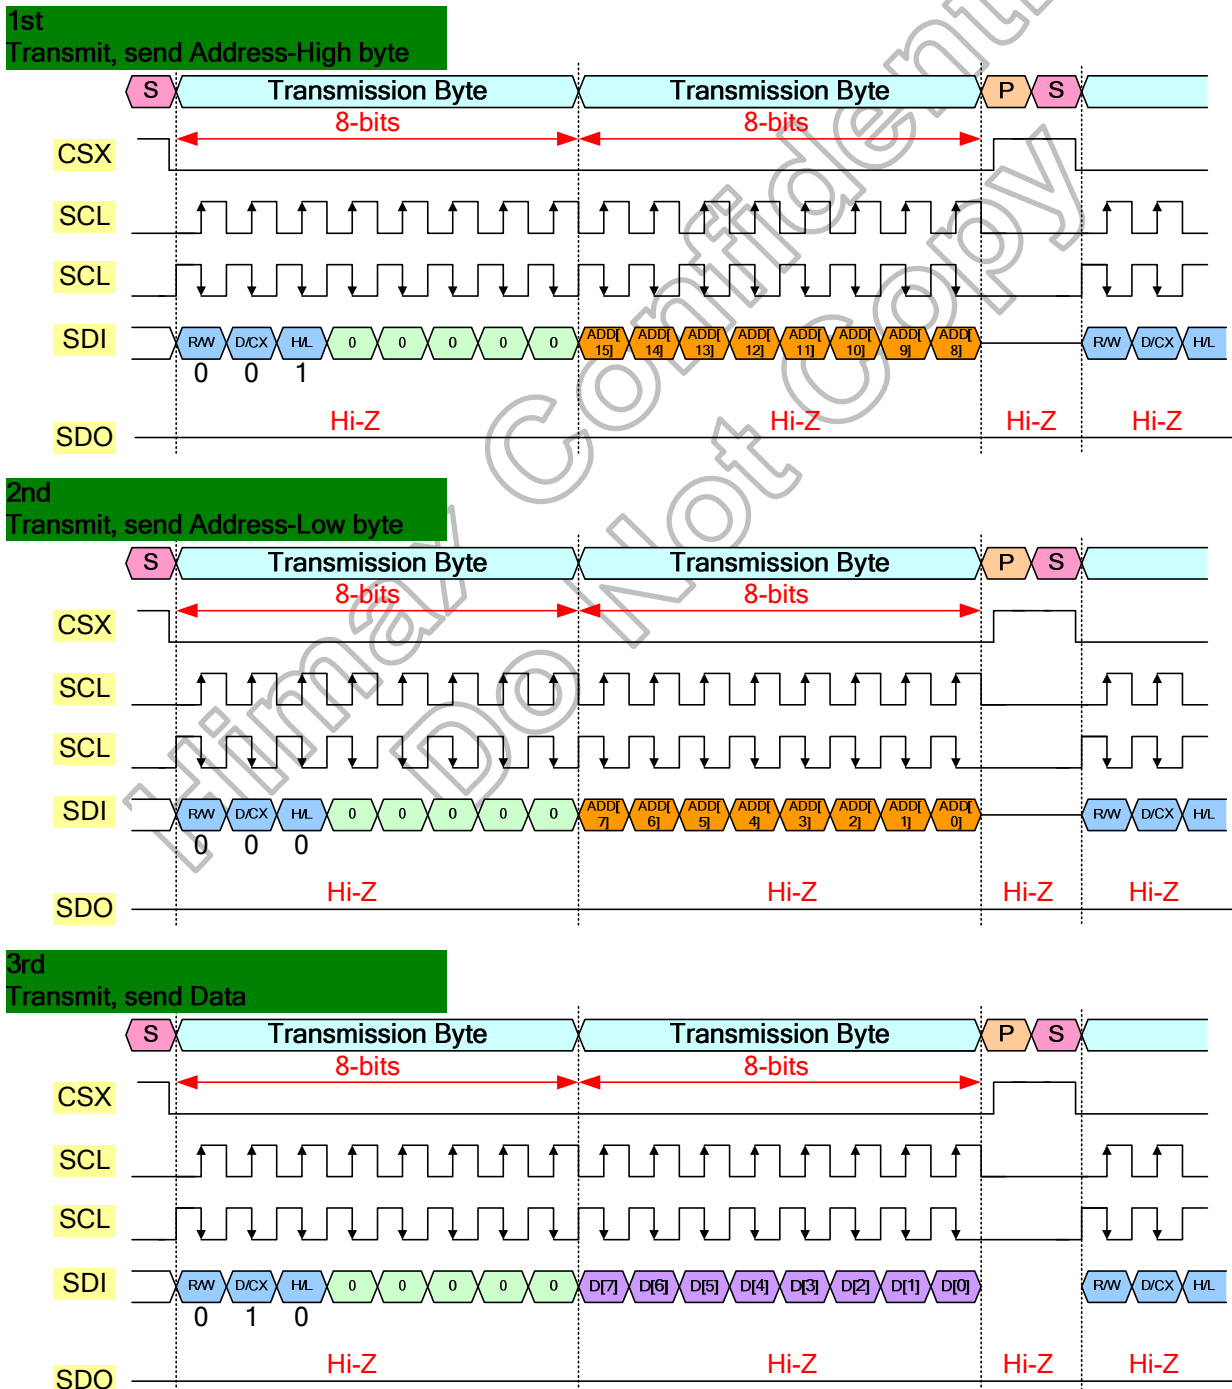 1st
Transmit, send Address-High byte
S Transmission Byte Transmission Byte P S
8-bits 8-bits
CSX
SCL
SCL
SDI R/W D/CX H/L 0 0 0 0 0 ADD[15] ADD[14] ADD[13] ADD[12] ADD[11] ADD[10] ADD[9] ADD[8] R/W D/CX H/L
0 0 1
Hi-Z Hi-Z Hi-Z Hi-Z
SDO
2nd
Transmit, send Address-Low byte
S Transmission Byte Transmission Byte P S
8-bits 8-bits
CSX
SCL
SCL
SDI R/W D/CX H/L 0 0 0 0 0 ADD[7] ADD[6] ADD[5] ADD[4] ADD[3] ADD[2] ADD[1] ADD[0] R/W D/CX H/L
0 0 0
Hi-Z Hi-Z Hi-Z Hi-Z
SDO
3rd
Transmit, send Data
S Transmission Byte Transmission Byte P S
8-bits 8-bits
CSX
SCL
SCL
SDI R/W D/CX H/L 0 0 0 0 0 D[7] D[6] D[5] D[4] D[3] D[2] D[1] D[0] R/W D/CX H/L
0 1 0
Hi-Z Hi-Z Hi-Z Hi-Z
SDO
Himax Confidenti
Do Not Copy